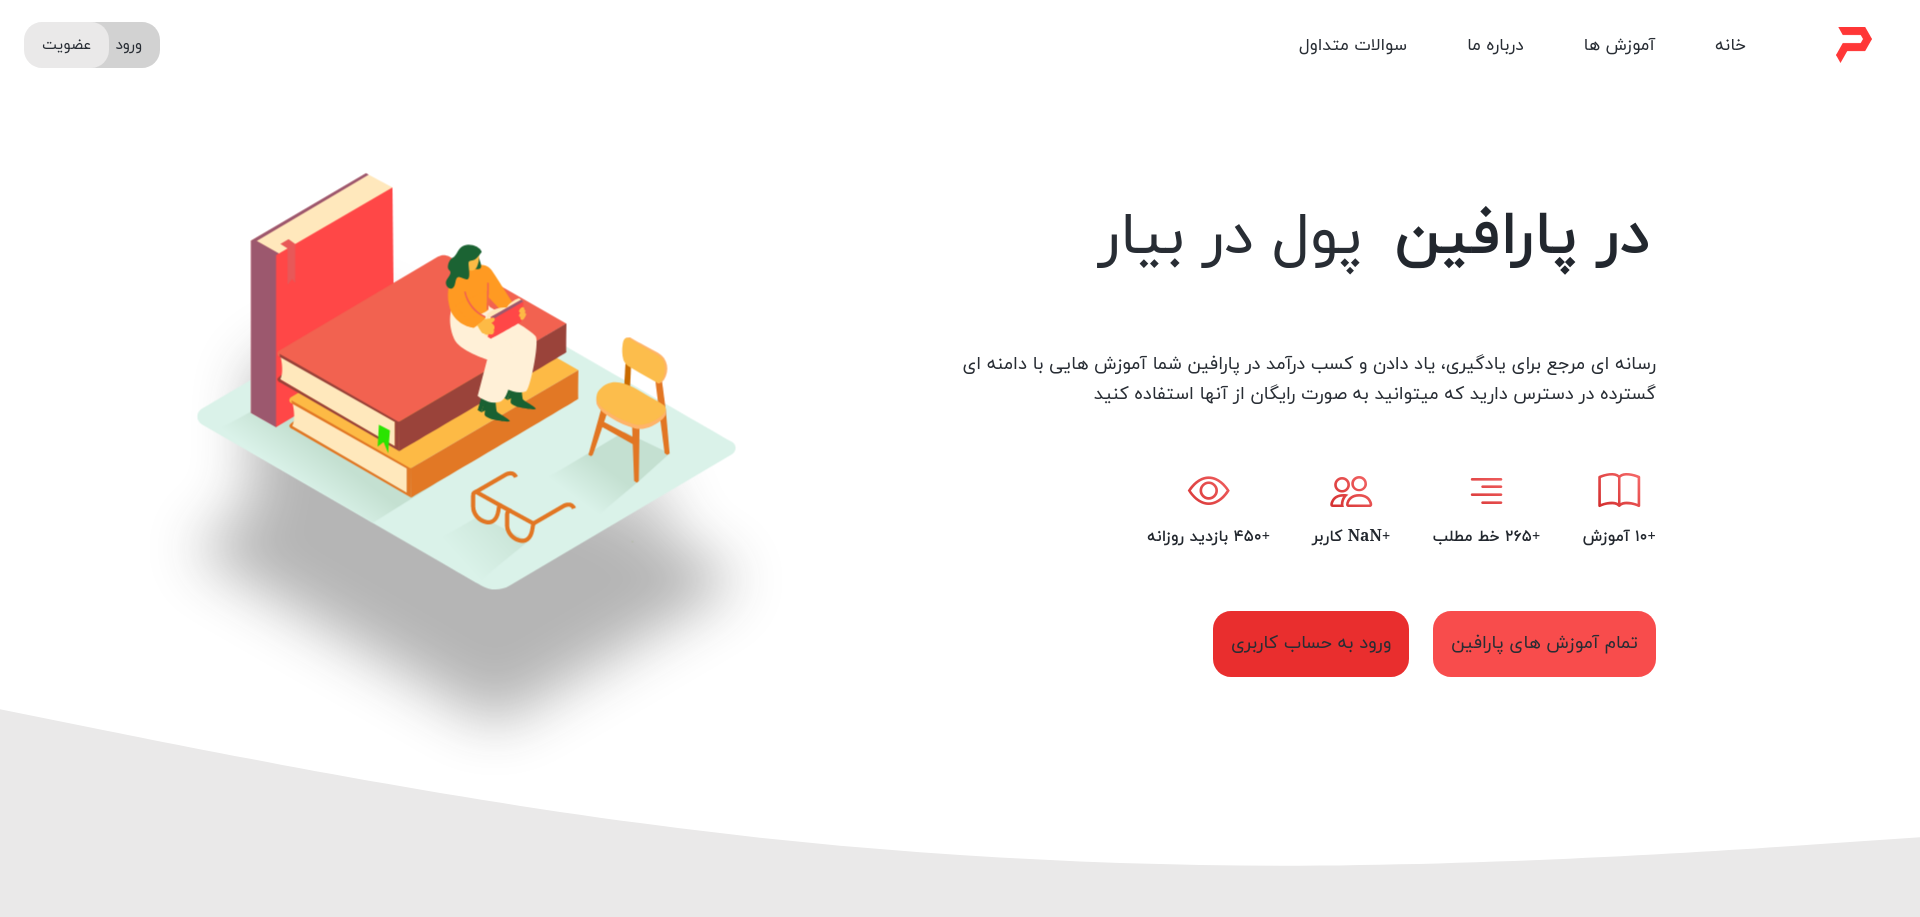 خانه
آموزش ها
درباره ما
سوالات متداول
ورود
عضویت
در پارافین پول در بیار
رسانه ای مرجع برای یادگیری، یاد دادن و کسب درآمد در پارافین شما آموزش هایی با دامنه ای
گسترده در دسترس دارید که میتوانید به صورت رایگان از آنها استفاده کنید
+۱۰ آموزش
+۲۶۵ خط مطلب
+NaN کاربر
+۴۵۰ بازدید روزانه
تمام آموزش های پارافین
ورود به حساب کاربری